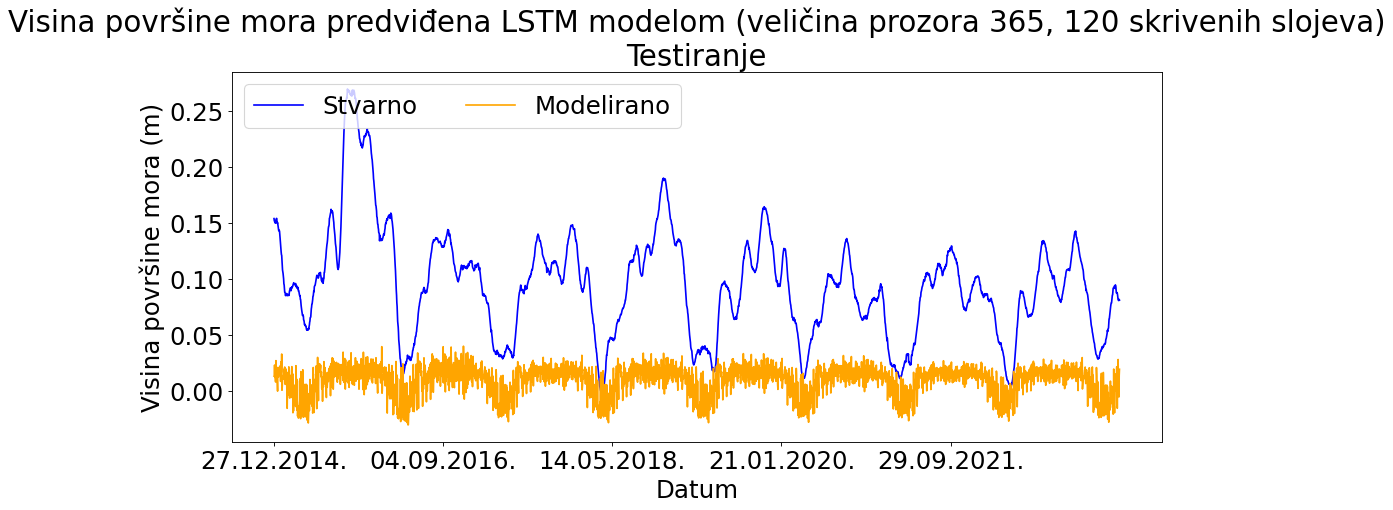 Visina površine mora predviđena LSTM modelom (veličina prozora 365, 120 skrivenih slojeva)
Testiranje
Stvarno
Modelirano
Visina površine mora (m)
0.25
0.20
0.15
0.10
0.05
0.00
27.12.2014.
04.09.2016.
14.05.2018.
21.01.2020.
29.09.2021.
Datum